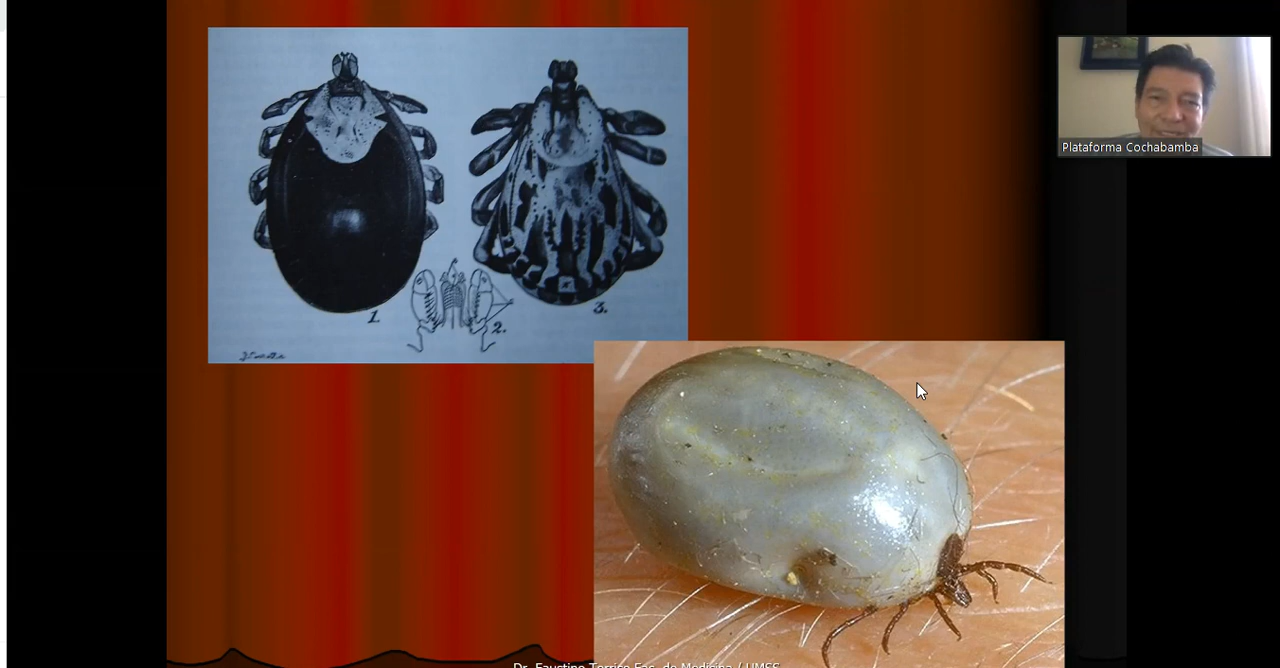 Plataforma Cochabamba
1.
2.
3.
Dr. Faustino Torrico Fac. de Medicina / UMSS